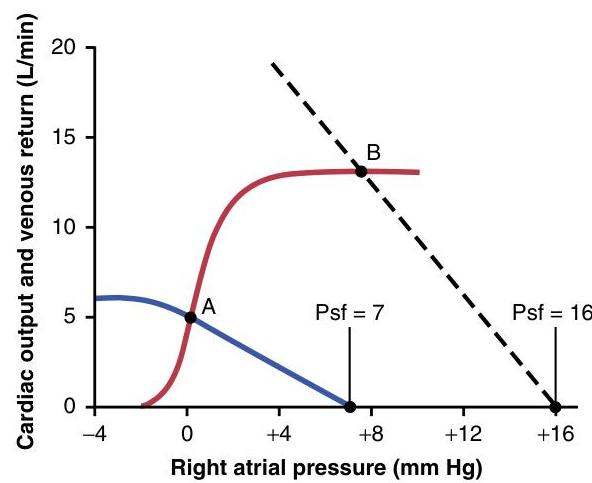 Cardiac output and venous return (L/min)
20
15
10
5
0
B
A
Psf = 7
Psf = 16
−4
0
+4
+8
+12
+16
Right atrial pressure (mm Hg)